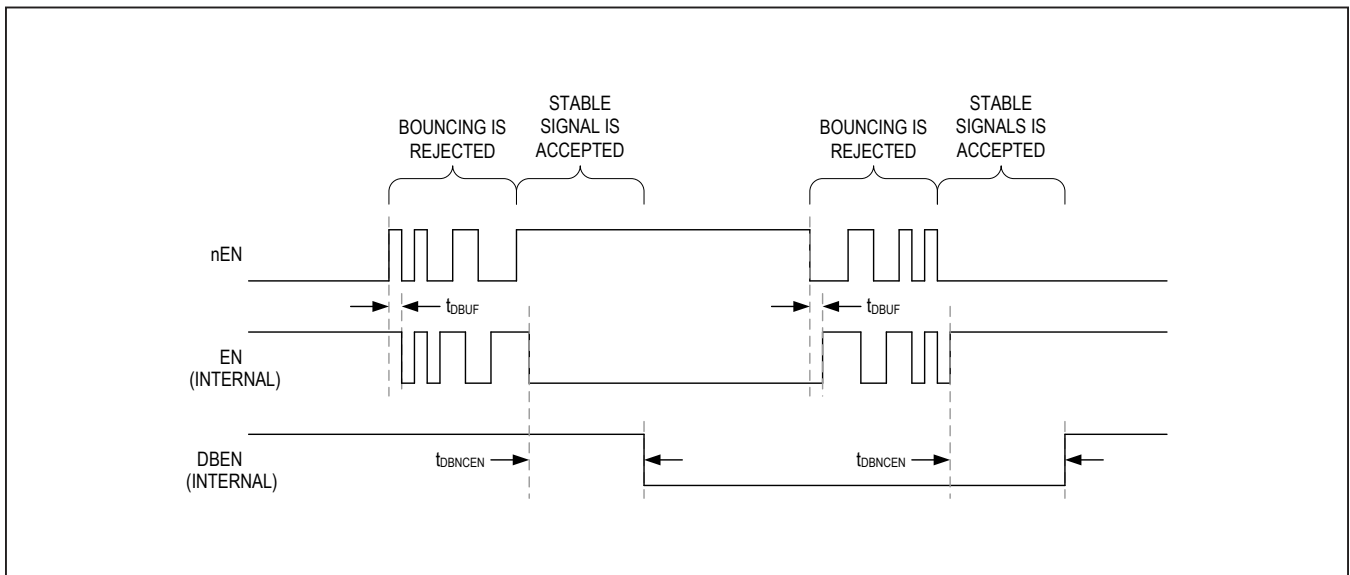 BOUNCING IS
REJECTED
STABLE
SIGNAL IS
ACCEPTED
BOUNCING IS
REJECTED
STABLE
SIGNALS IS
ACCEPTED
nEN
tDBUF
tDBUF
EN
(INTERNAL)
DBEN
(INTERNAL)
tDBNCEN
tDBNCEN